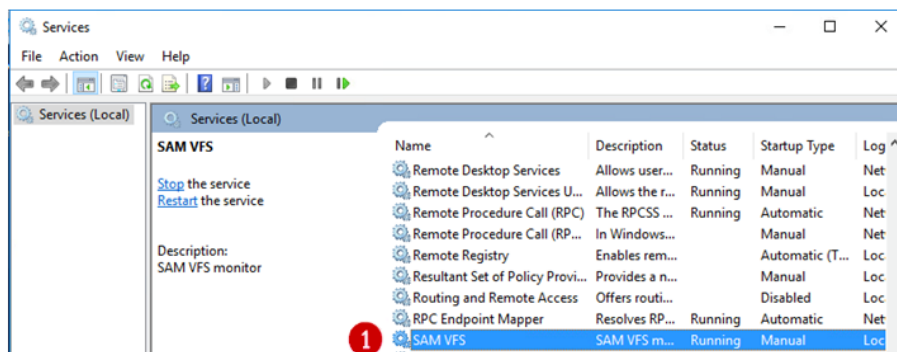 Services
File Action View Help
Services (Local)
Services (Local)
SAM VFS
Stop the service
Restart the service
Description:
SAM VFS monitor
Name Description Status Startup Type Log
Remote Desktop Services Allows user... Running Manual Net
Remote Desktop Services U... Allows the r... Running Manual Loc
Remote Procedure Call (RPC) The RPCSS ... Running Automatic Net
Remote Procedure Call (RP... In Windows... Manual Net
Remote Registry Enables rem... Automatic (T... Loc
Resultant Set of Policy Provi... Provides a n... Manual Loc
Routing and Remote Access Offers routi... Disabled Loc
RPC Endpoint Mapper Resolves RP... Running Automatic Net
1 SAM VFS SAM VFS m... Running Manual Loc